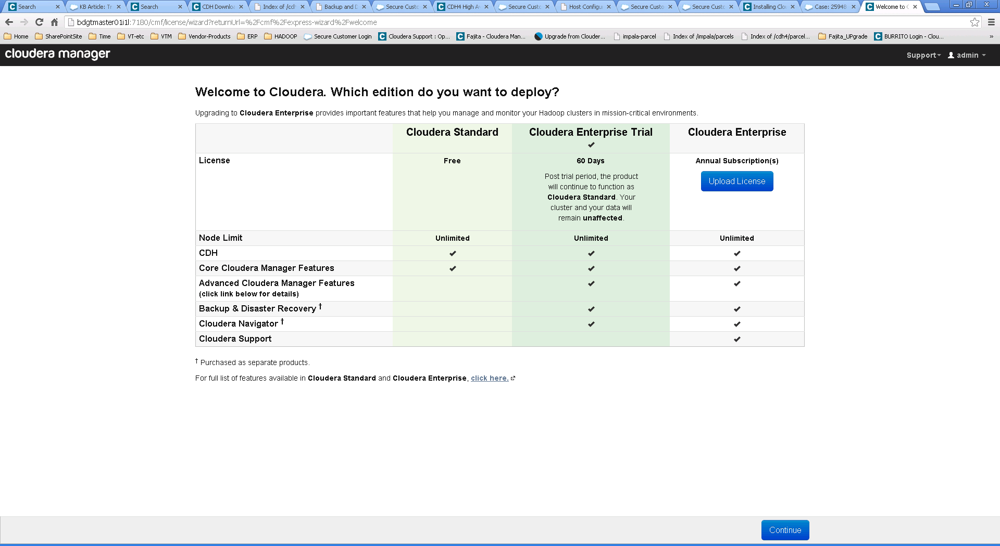 Search
KB Article: Tr
Search
CDH Downloa
Index of /cdh
Backup and D
Secure Custo
CDH4 High Av
Secure Custo
Host Configur
Secure Custo
Secure Custo
Installing Clou
Case: 25948
Welcome to C
bdgtmaster01i1l:7180/cmf/license/wizard?returnUrl=%2Fcmf%2Fexpress-wizard%2Fwelcome
Home SharePointSite Time VT-etc VTM Vendor-Products ERP HADOOP Secure Customer Login Cloudera Support : Op... Fajita - Cloudera Man... Upgrade from Clouder... impala-parcel Index of /impala/parcels Index of /cdh4/parcel... Fajita_UPgrade BURRITO Login - Clou... »
cloudera manager
Support admin
Welcome to Cloudera. Which edition do you want to deploy?
Upgrading to Cloudera Enterprise provides important features that help you manage and monitor your Hadoop clusters in mission-critical environments.
Cloudera Standard Cloudera Enterprise Trial Cloudera Enterprise
✔
License Free 60 Days Annual Subscription(s)
Post trial period, the product
will continue to function as
Cloudera Standard. Your
cluster and your data will
remain unaffected.
Upload License
Node Limit Unlimited Unlimited Unlimited
CDH ✔ ✔ ✔
Core Cloudera Manager Features ✔ ✔ ✔
Advanced Cloudera Manager Features ✔ ✔
(click link below for details)
Backup & Disaster Recovery † ✔ ✔
Cloudera Navigator † ✔ ✔
Cloudera Support ✔
† Purchased as separate products.
For full list of features available in Cloudera Standard and Cloudera Enterprise, click here.
Continue